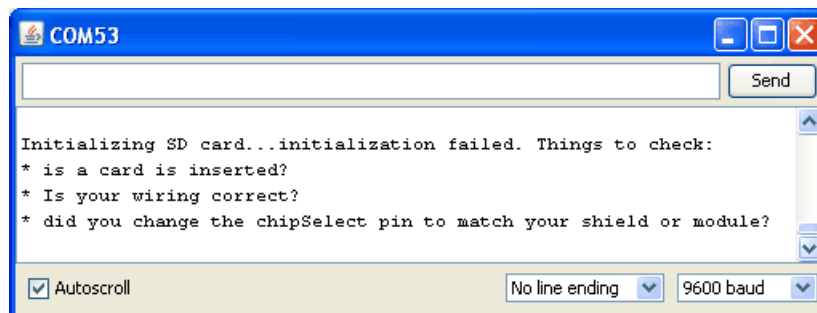 COM53
Send
Initializing SD card...initialization failed. Things to check:
* is a card is inserted?
* Is your wiring correct?
* did you change the chipSelect pin to match your shield or module?
Autoscroll
No line ending
9600 baud